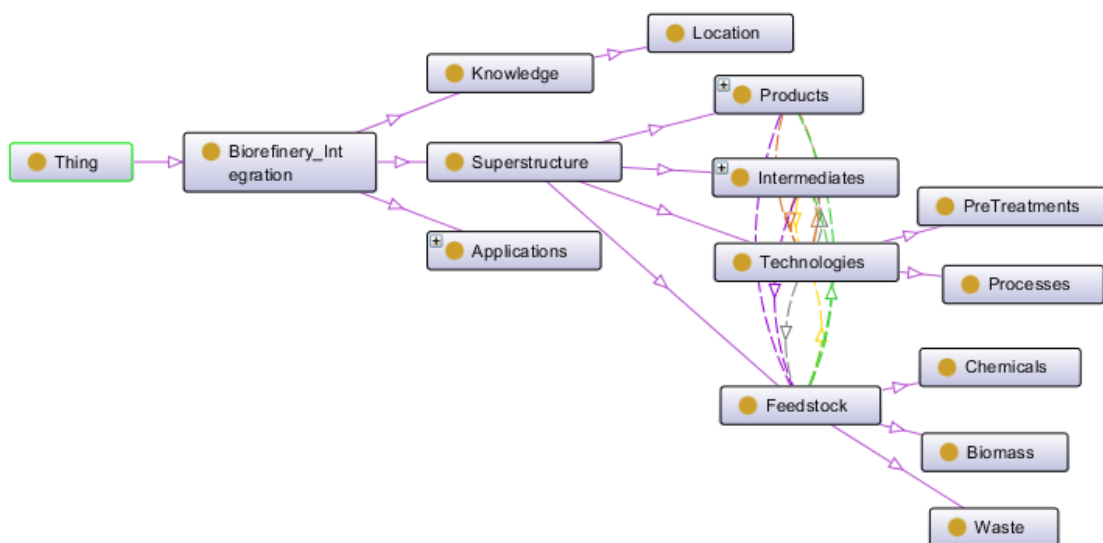 Location
Knowledge
Products
Thing
Biorefinery_Int
egration
Superstructure
Intermediates
PreTreatments
Applications
Technologies
Processes
Chemicals
Feedstock
Biomass
Waste